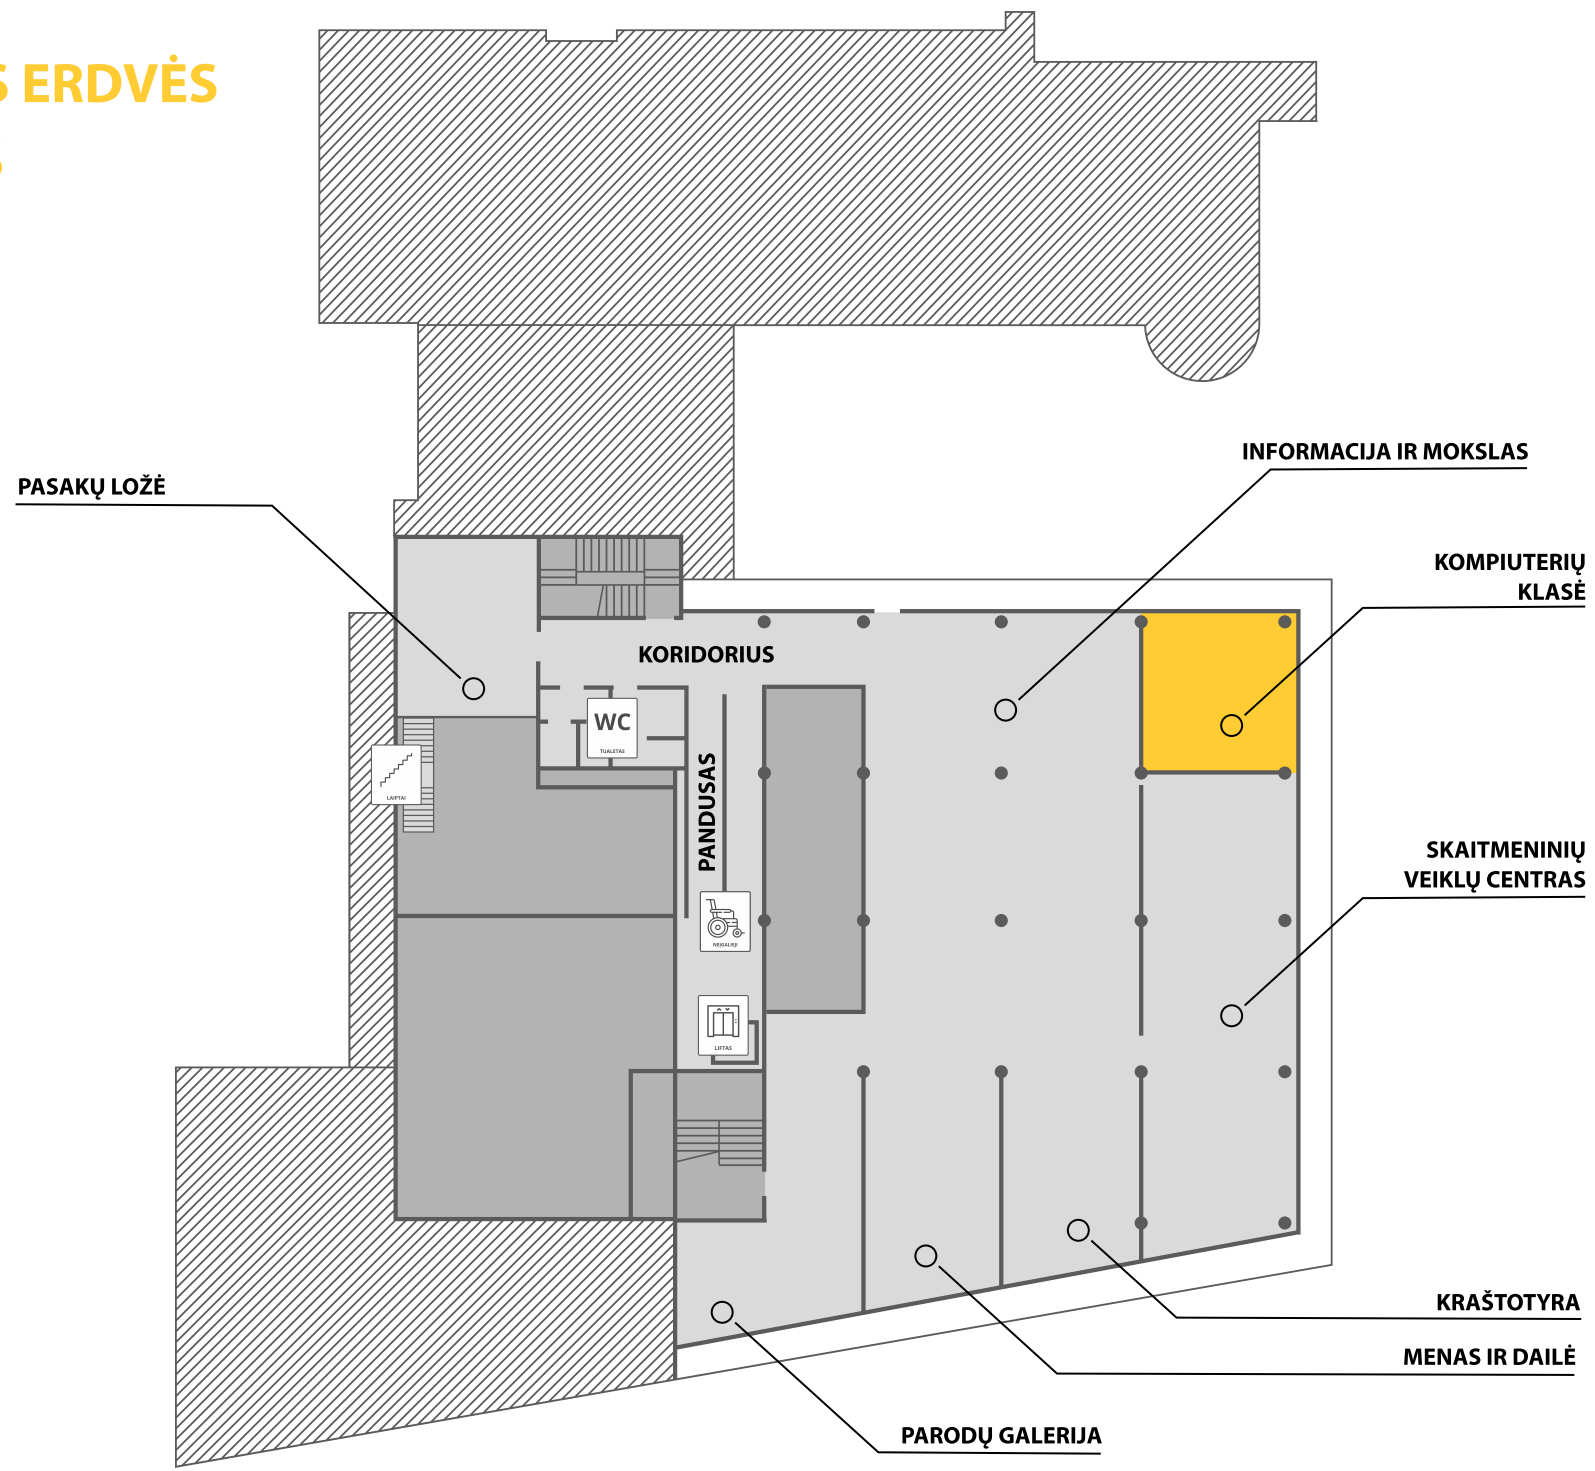 ERDVĖS
INFORMACIJA IR MOKSLAS
PASAKŲ LOŽĖ
KOMPIUTERIŲ
KLASĖ
KORIDORIUS
WC
TUALETAS
LAIPTAI
PANDUSAS
SKAITMENINIŲ
VEIKLŲ CENTRAS
NEĮGALIEJI
LIFTAS
KRAŠTOTYRA
MENAS IR DAILĖ
PARODŲ GALERIJA